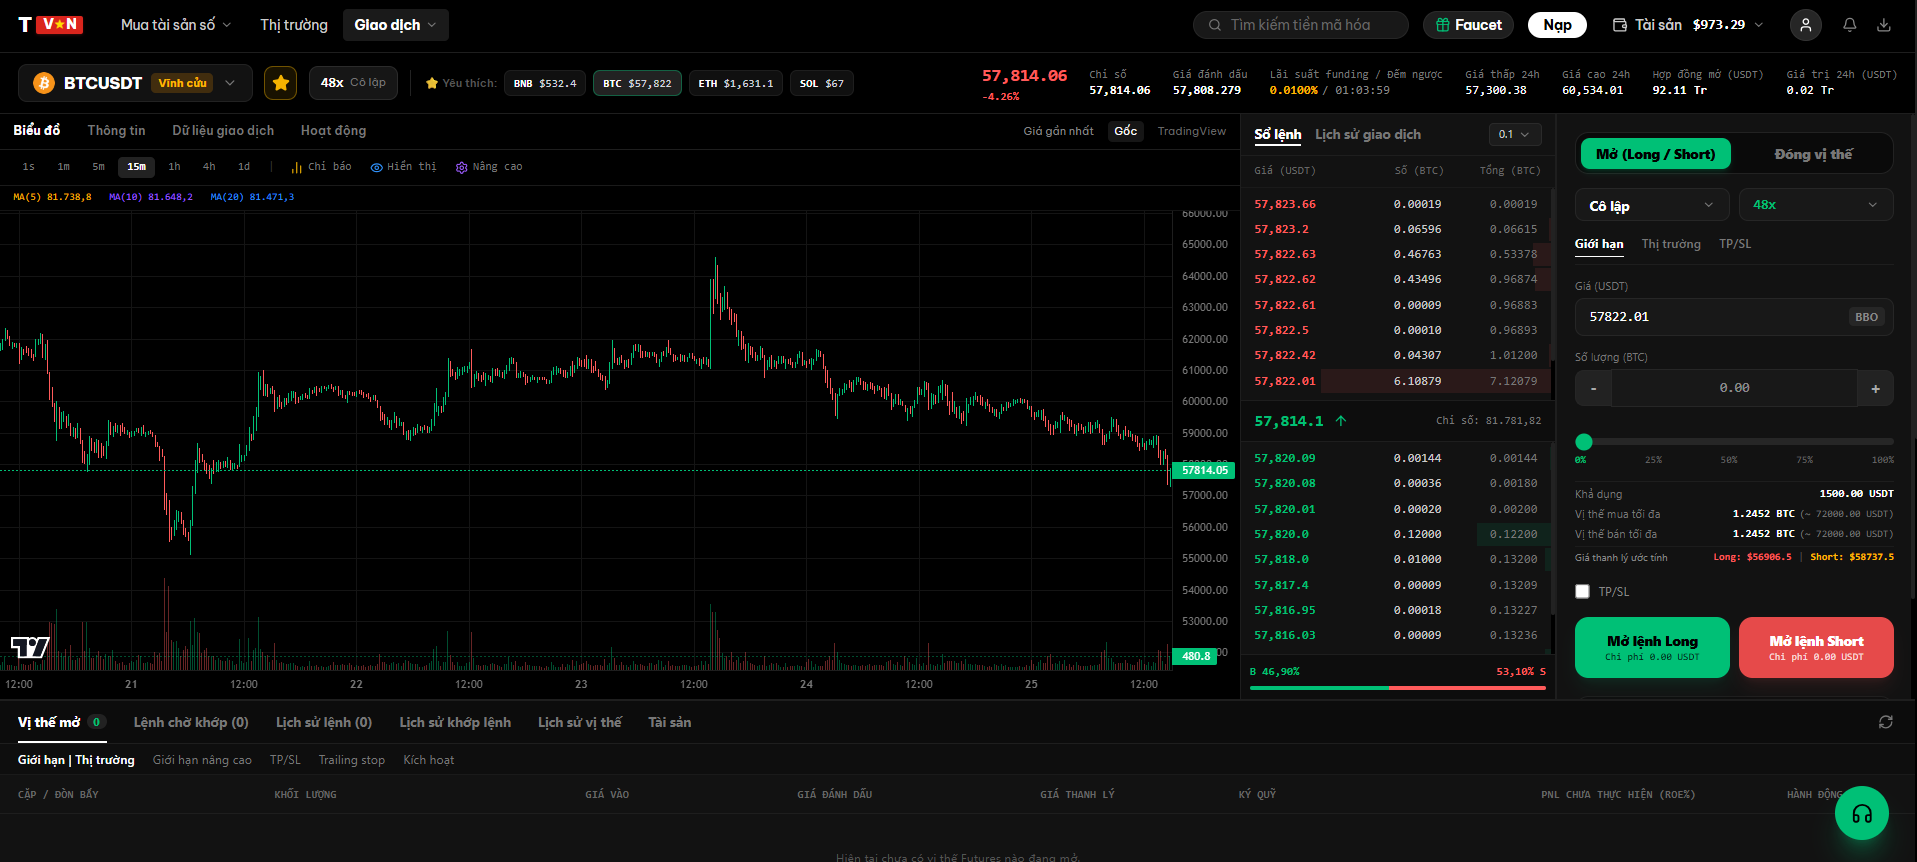 T V★N Mua tài sản số Thị trường Giao dịch Tìm kiếm tiền mã hóa Faucet Nạp Tài sản $973.29
BTCUSDT Vĩnh cửu 48x Cô lập Yêu thích: BNB $532.4 BTC $57,822 ETH $1,631.1 SOL $67
57,814.06 Chỉ số Giá đánh dấu Lãi suất funding / Đếm ngược Giá thấp 24h Giá cao 24h Hợp đồng mở (USDT) Giá trị 24h (USDT)
-4.26% 57,814.06 57,808.279 0.0100% / 01:03:59 57,300.38 60,534.01 92.11 Tr 0.02 Tr
Biểu đồ Thông tin Dữ liệu giao dịch Hoạt động Giá gần nhất Gốc TradingView
1s 1m 5m 15m 1h 4h 1d | Chỉ báo Hiển thị Nâng cao
MA(5) 81.738,8 MA(10) 81.648,2 MA(20) 81.471,3
66000.00
65000.00
64000.00
63000.00
62000.00
61000.00
60000.00
59000.00
57814.05
57000.00
56000.00
55000.00
54000.00
53000.00
480.8
12:00 21 12:00 22 12:00 23 12:00 24 12:00 25 12:00
Sổ lệnh Lịch sử giao dịch 0.1
Giá (USDT) Số (BTC) Tổng (BTC)
57,823.66 0.00019 0.00019
57,823.2 0.06596 0.06615
57,822.63 0.46763 0.53378
57,822.62 0.43496 0.96874
57,822.61 0.00009 0.96883
57,822.5 0.00010 0.96893
57,822.42 0.04307 1.01200
57,822.01 6.10879 7.12079
57,814.1 ↑ Chỉ số: 81.781,82
57,820.09 0.00144 0.00144
57,820.08 0.00036 0.00180
57,820.01 0.00020 0.00200
57,820.0 0.12000 0.12200
57,818.0 0.01000 0.13200
57,817.4 0.00009 0.13209
57,816.95 0.00018 0.13227
57,816.03 0.00009 0.13236
B 46,90% 53,10% S
Mở (Long / Short) Đóng vị thế
Cô lập 48x
Giới hạn Thị trường TP/SL
Giá (USDT)
57822.01 BBO
Số lượng (BTC)
- 0.00 +
0% 25% 50% 75% 100%
Khả dụng 1500.00 USDT
Vị thế mua tối đa 1.2452 BTC (~ 72000.00 USDT)
Vị thế bán tối đa 1.2452 BTC (~ 72000.00 USDT)
Giá thanh lý ước tính Long: $56906.5 | Short: $58737.5
TP/SL
Mở lệnh Long Mở lệnh Short
Chi phí 0.00 USDT Chi phí 0.00 USDT
Vị thế mở 0 Lệnh chờ khớp (0) Lịch sử lệnh (0) Lịch sử khớp lệnh Lịch sử vị thế Tài sản
Giới hạn | Thị trường Giới hạn nâng cao TP/SL Trailing stop Kích hoạt
CẶP / ĐÒN BẨY KHỐI LƯỢNG GIÁ VÀO GIÁ ĐÁNH DẤU GIÁ THANH LÝ KÝ QUỸ PNL CHƯA THỰC HIỆN (ROE%) HÀNH ĐỘNG
Hiện tại chưa có vị thế Futures nào đang mở.